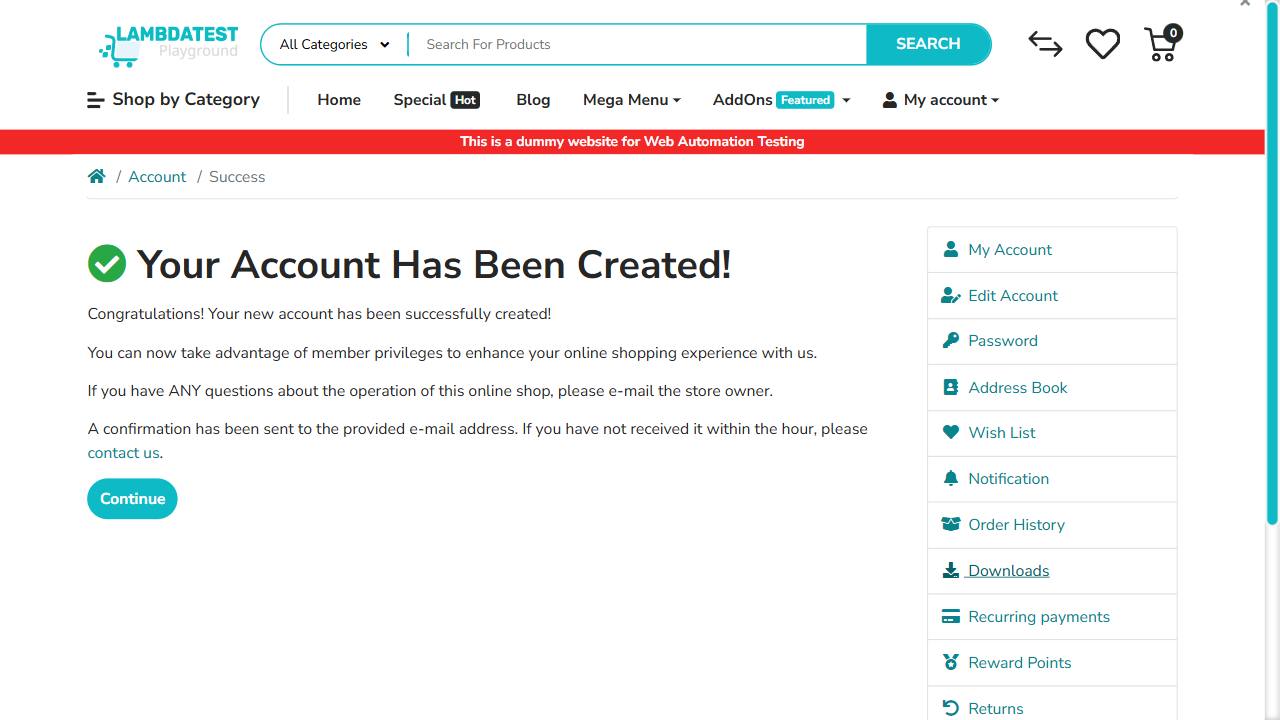 LAMBDATEST
Playground
All Categories
Search For Products
SEARCH
0
Shop by Category
Home
Special Hot
Blog
Mega Menu
AddOns Featured
My account
This is a dummy website for Web Automation Testing
/ Account / Success
Your Account Has Been Created!
Congratulations! Your new account has been successfully created!
You can now take advantage of member privileges to enhance your online shopping experience with us.
If you have ANY questions about the operation of this online shop, please e-mail the store owner.
A confirmation has been sent to the provided e-mail address. If you have not received it within the hour, please
contact us.
Continue
My Account
Edit Account
Password
Address Book
Wish List
Notification
Order History
Downloads
Recurring payments
Reward Points
Returns